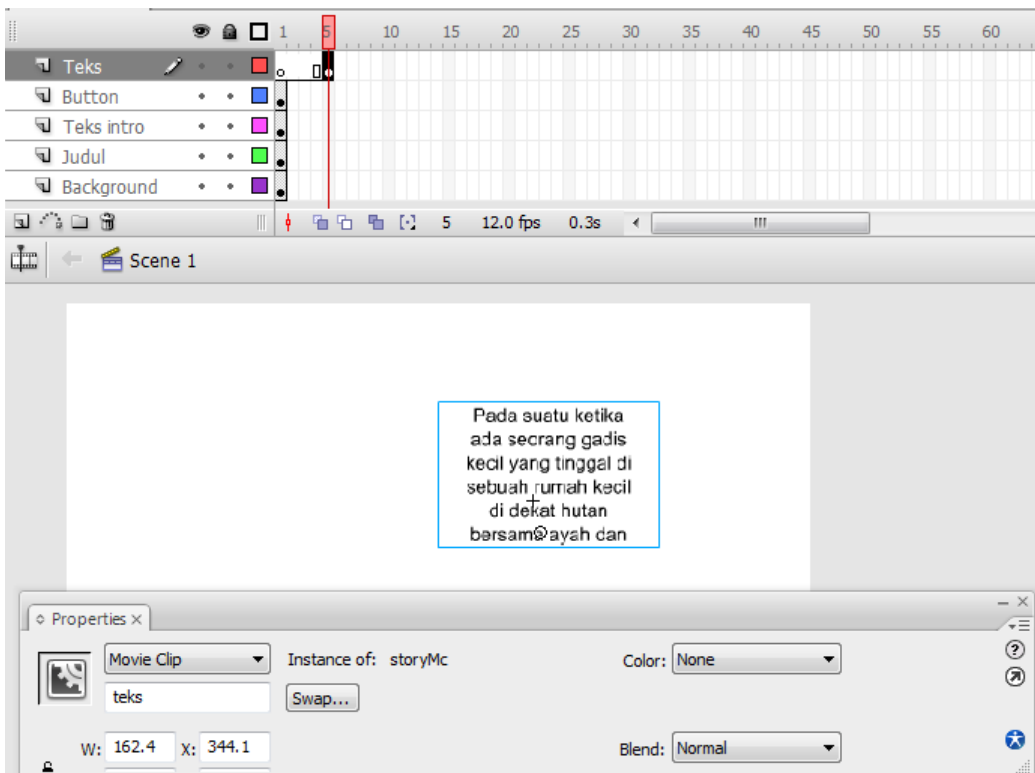 1 5 10 15 20 25 30 35 40 45 50 55 60
Teks
Button
Teks intro
Judul
Background
5 12.0 fps 0.3s
Scene 1
Pada suatu ketika
ada seorang gadis
kecil yang tinggal di
sebuah rumah kecil
di dekat hutan
bersama ayah dan
Properties
Movie Clip Instance of: storyMc Color: None
teks Swap...
W: 162.4 X: 344.1 Blend: Normal